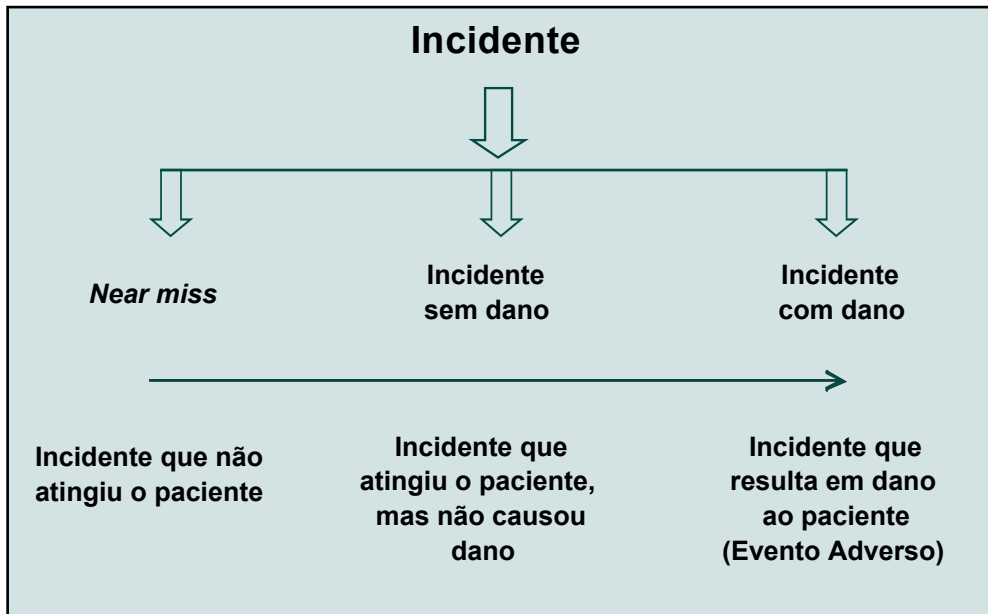 Incidente
Near miss
Incidente
sem dano
Incidente
com dano
Incidente que não
atingiu o paciente
Incidente que
atingiu o paciente,
mas não causou
dano
Incidente que
resulta em dano
ao paciente
(Evento Adverso)